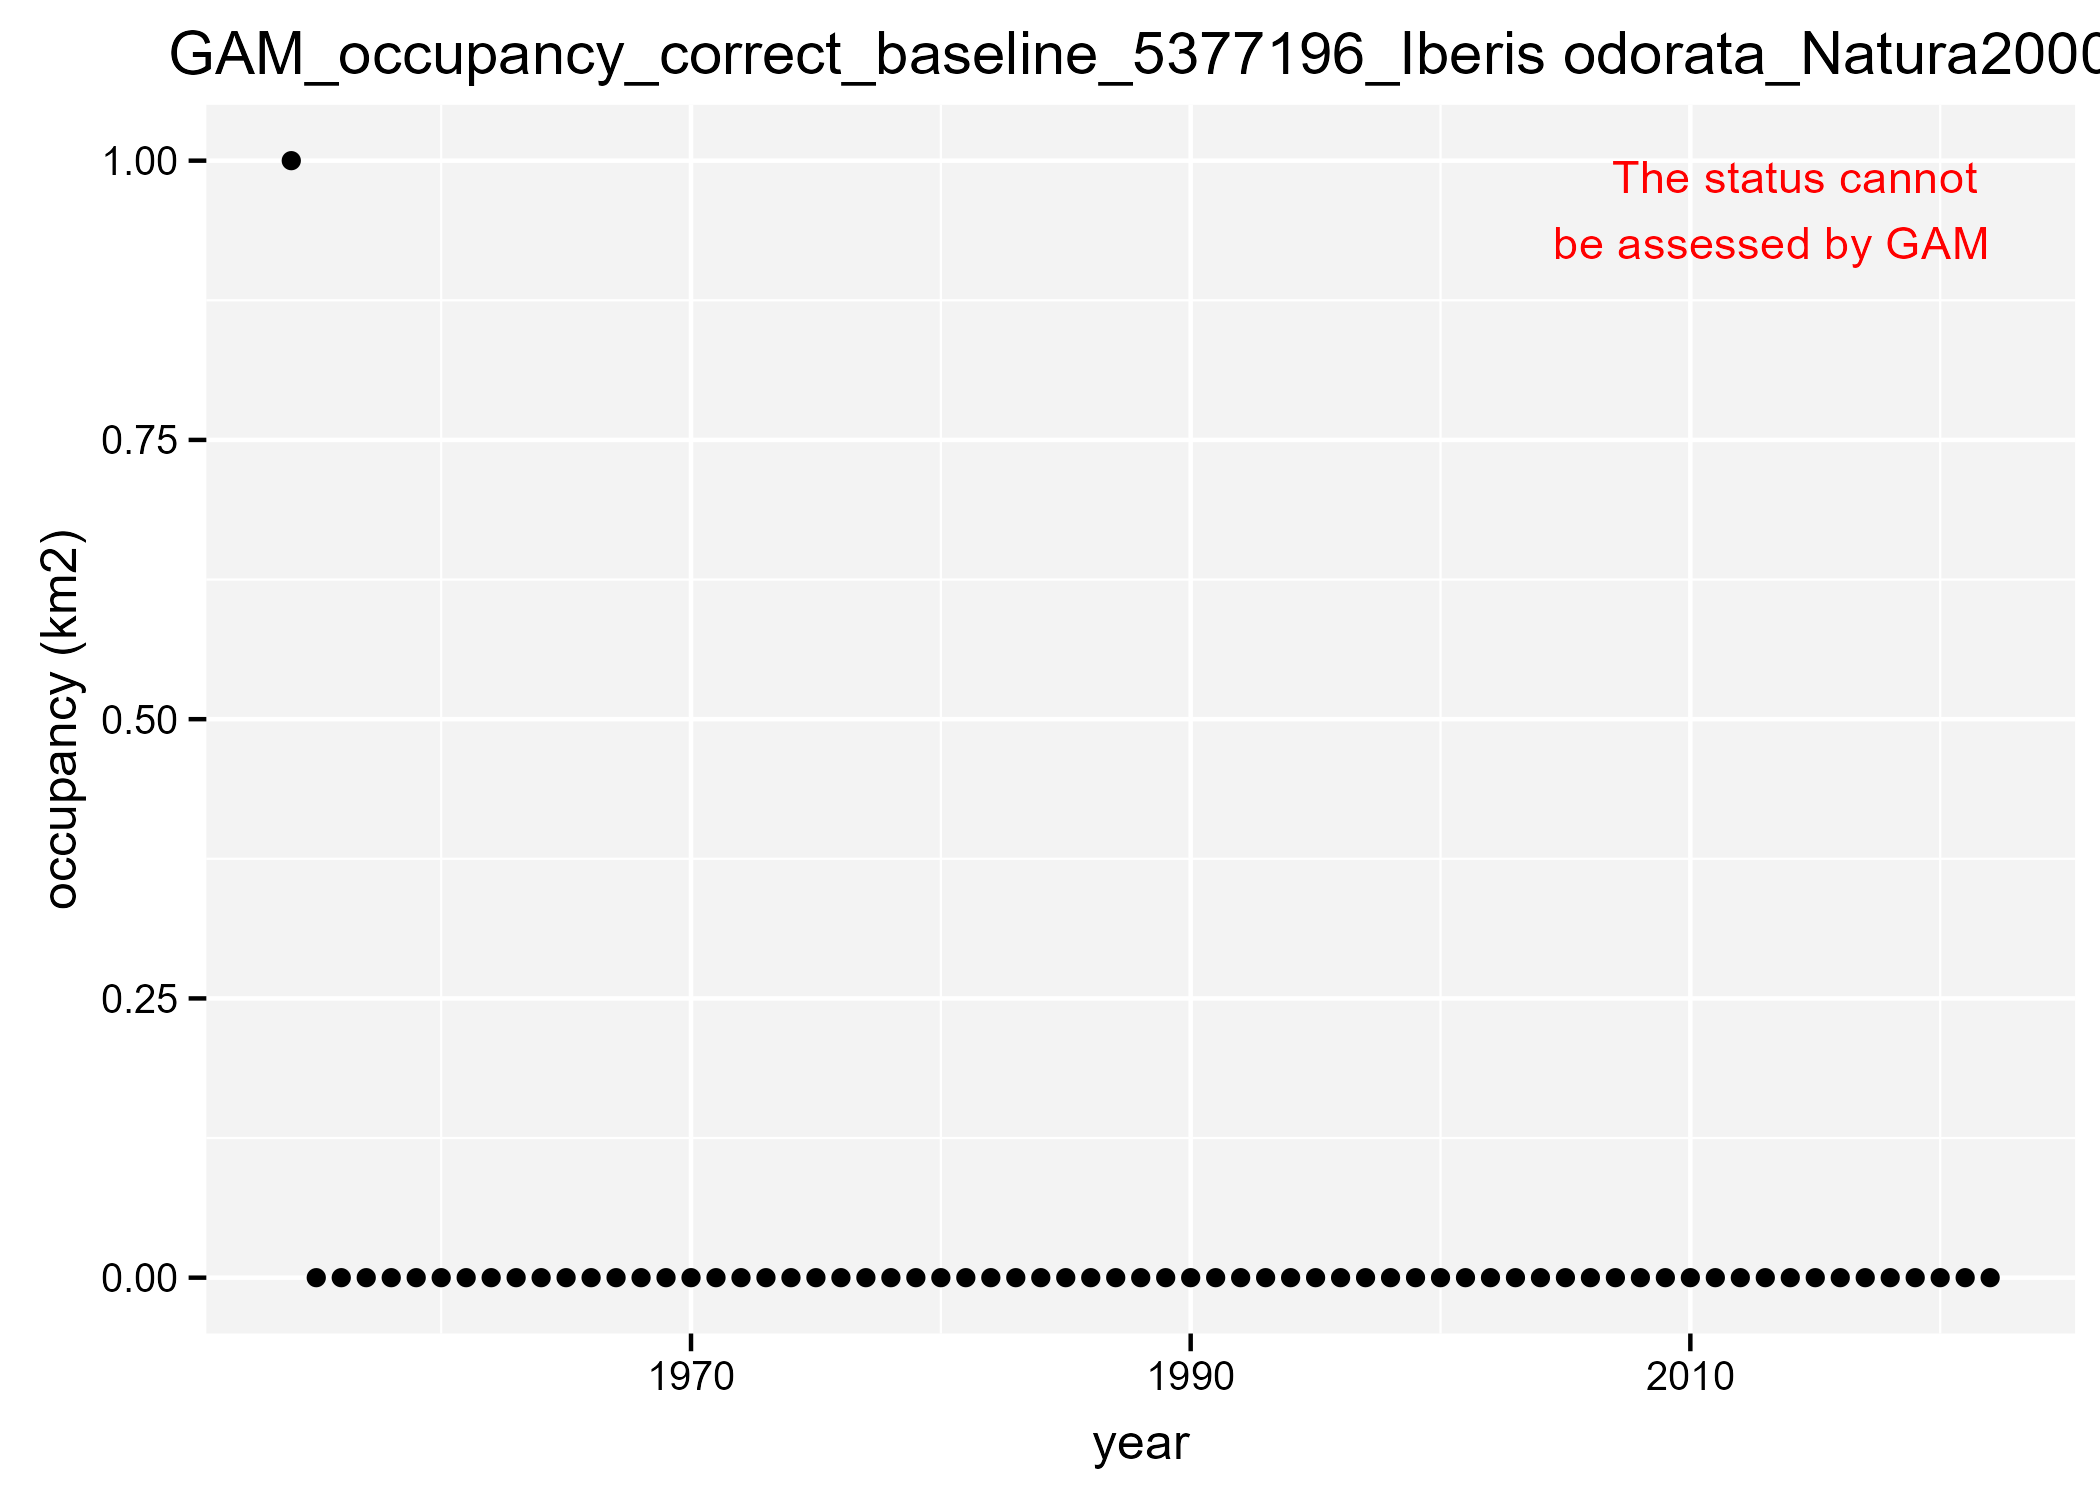 GAM_occupancy_correct_baseline_5377196_Iberis odorata_Natura2000
The status cannot
be assessed by GAM
1.00
0.75
0.50
0.25
0.00
occupancy (km2)
1970 1990 2010
year